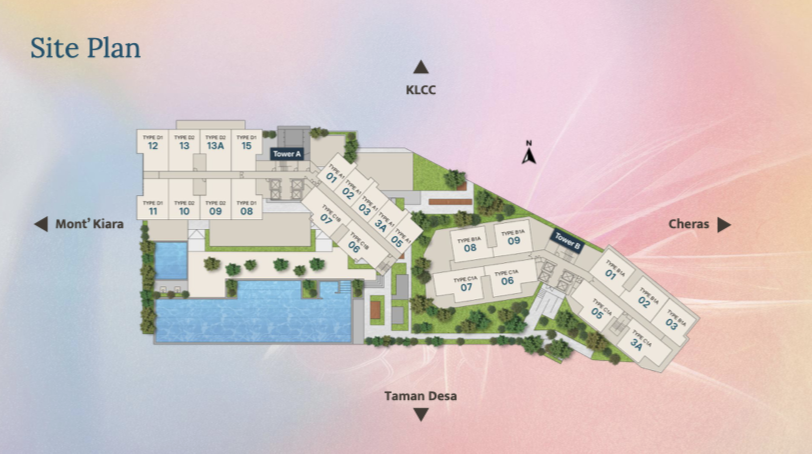 Site Plan
KLCC
N
Mont' Kiara
Cheras
Taman Desa
Tower A
TYPE D1
12
TYPE D2
13
TYPE D2
13A
TYPE D1
15
TYPE D1
11
TYPE D2
10
TYPE D2
09
TYPE D1
08
TYPE A1
01
TYPE A1
02
TYPE A1
03
TYPE A1
3A
TYPE A1
05
TYPE C1B
07
TYPE C1B
06
Tower B
TYPE B1A
08
TYPE B1A
09
TYPE C1A
07
TYPE C1A
06
TYPE B1A
01
TYPE B1A
02
TYPE B1A
03
TYPE C1A
05
TYPE C1A
3A